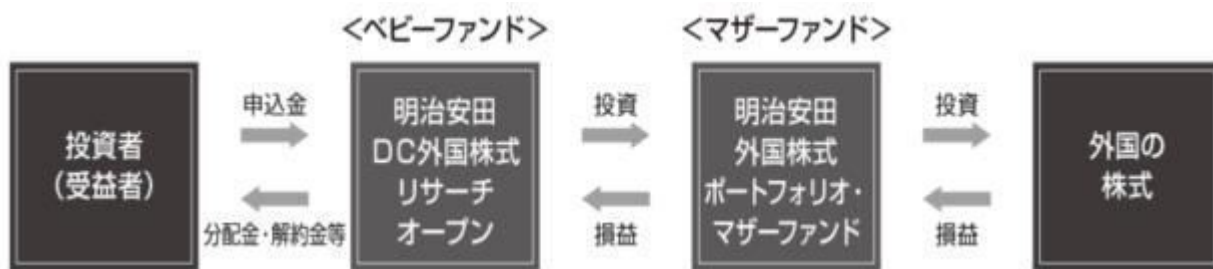 ＜ベビーファンド＞
＜マザーファンド＞
投資者
（受益者）
申込金
分配金・解約金等
明治安田
ＤＣ外国株式
リサーチ
オープン
投資
損益
明治安田
外国株式
ポートフォリオ・
マザーファンド
投資
損益
外国の
株式